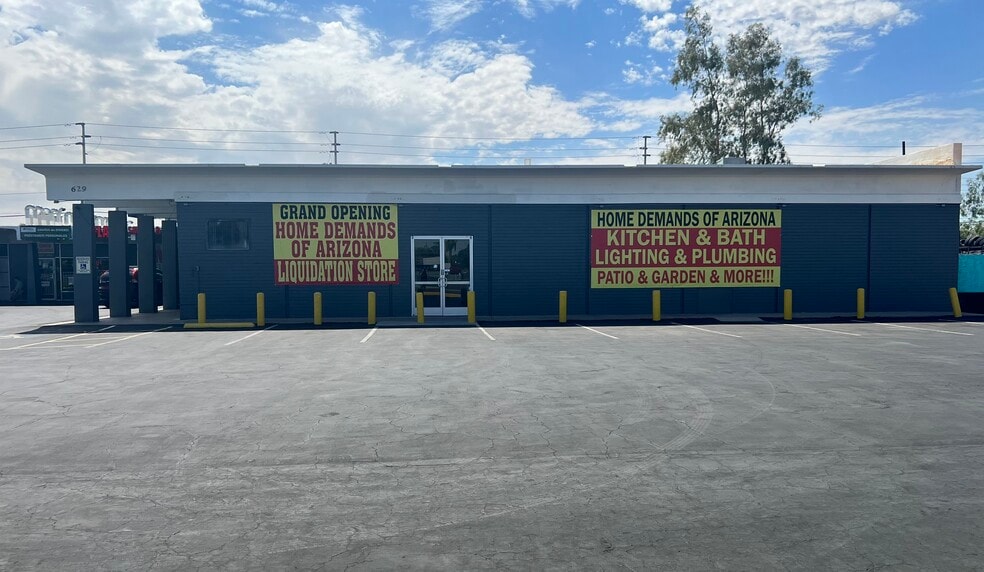 629
GRAND OPENING
HOME DEMANDS
OF ARIZONA
LIQUIDATION STORE
HOME DEMANDS OF ARIZONA
KITCHEN & BATH
LIGHTING & PLUMBING
PATIO & GARDEN & MORE!!!